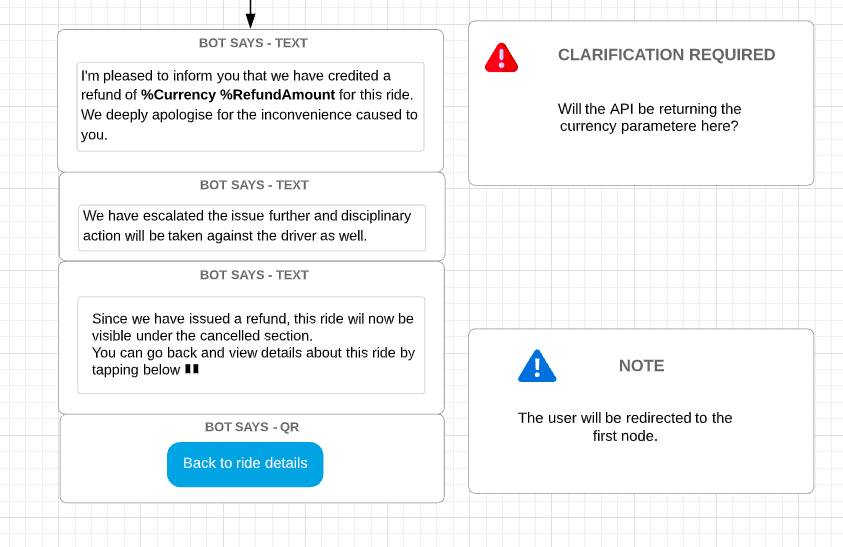 BOT SAYS - TEXT
I'm pleased to inform you that we have credited a
refund of %Currency %RefundAmount for this ride.
We deeply apologise for the inconvenience caused to
you.
BOT SAYS - TEXT
We have escalated the issue further and disciplinary
action will be taken against the driver as well.
BOT SAYS - TEXT
Since we have issued a refund, this ride wil now be
visible under the cancelled section.
You can go back and view details about this ride by
tapping below
BOT SAYS - QR
Back to ride details
CLARIFICATION REQUIRED
Will the API be returning the
currency parametere here?
NOTE
The user will be redirected to the
first node.